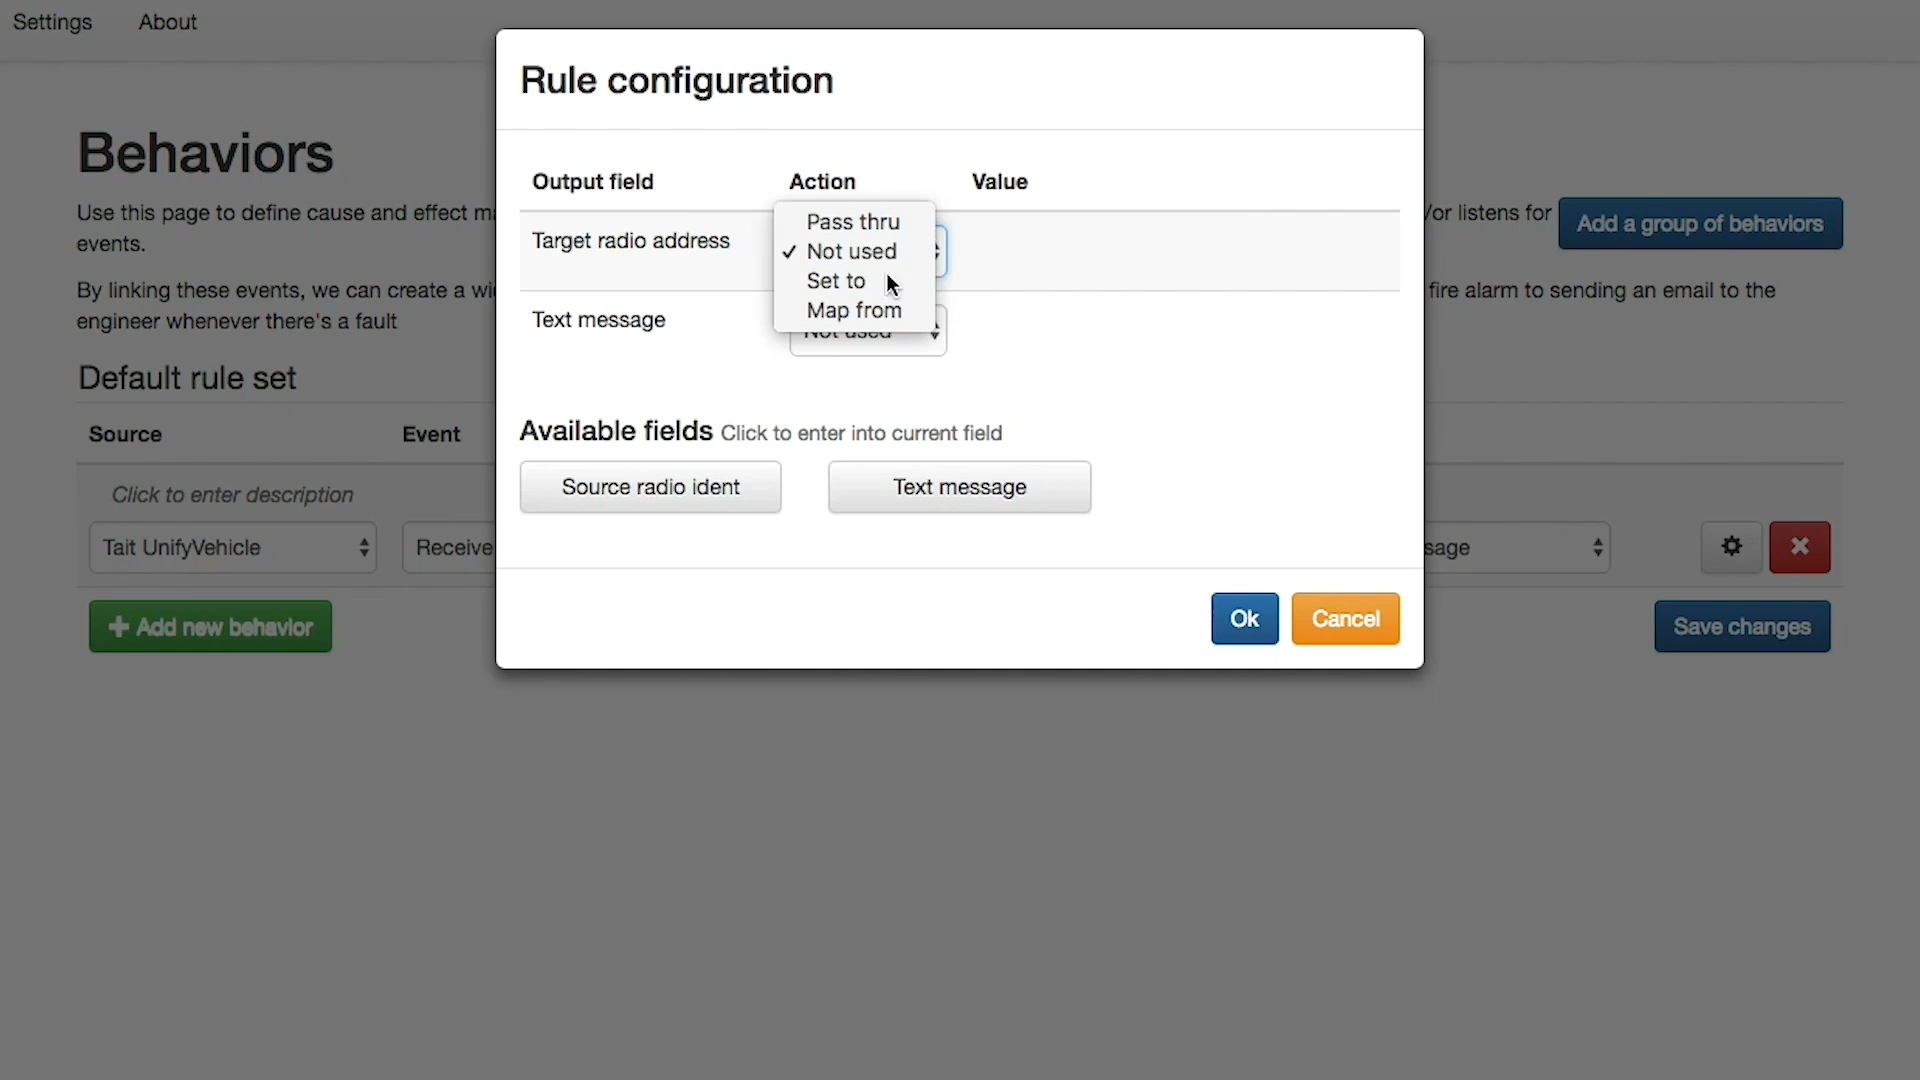 Settings About
Rule configuration
Behaviors
Output field Action Value
Use this page to define cause and effect
/or listens for
Add a group of behaviors
events.
Target radio address
Pass thru
✓ Not used
Set to
Map from
By linking these events, we can create a
fire alarm to sending an email to the
engineer whenever there's a fault
Text message
Not used
Default rule set
Available fields Click to enter into current field
Source Event
Source radio ident Text message
Click to enter description
Tait UnifyVehicle
Receive
sage
Ok Cancel
Add new behavior
Save changes